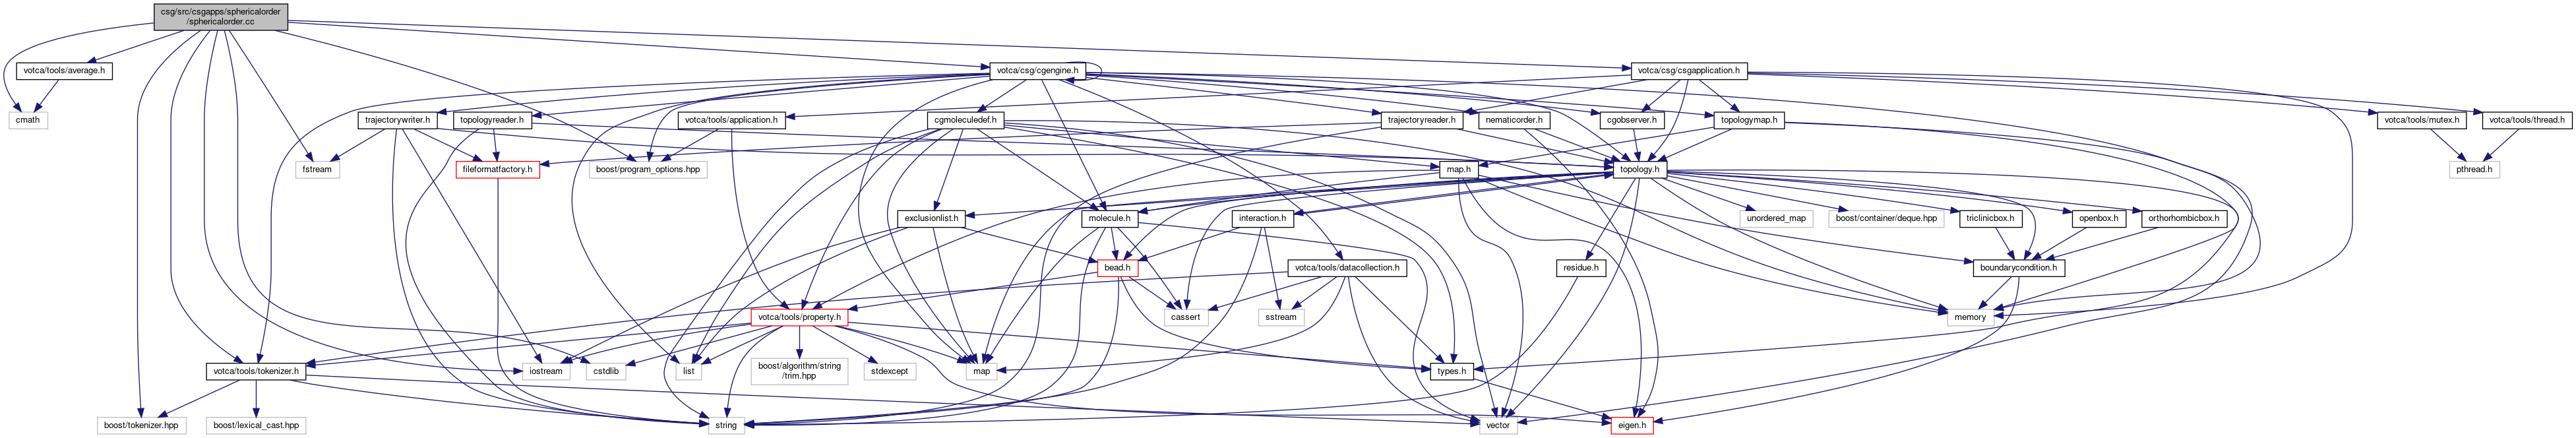 csg/src/csgapps/sphericalorder
/sphericalorder.cc
votca/tools/average.h
votca/csg/cgengine.h
votca/csg/csgapplication.h
cmath
trajectorywriter.h
topologyreader.h
votca/tools/application.h
cgmoleculedef.h
trajectoryreader.h
nematicorder.h
cgobserver.h
topologymap.h
votca/tools/mutex.h
votca/tools/thread.h
fstream
fileformatfactory.h
boost/program_options.hpp
map.h
topology.h
pthread.h
exclusionlist.h
molecule.h
interaction.h
unordered_map
boost/container/deque.hpp
triclinicbox.h
openbox.h
orthorhombicbox.h
bead.h
votca/tools/datacollection.h
residue.h
boundarycondition.h
votca/tools/property.h
cassert
sstream
memory
votca/tools/tokenizer.h
iostream
cstdlib
list
boost/algorithm/string
/trim.hpp
stdexcept
map
types.h
boost/tokenizer.hpp
boost/lexical_cast.hpp
string
vector
eigen.h